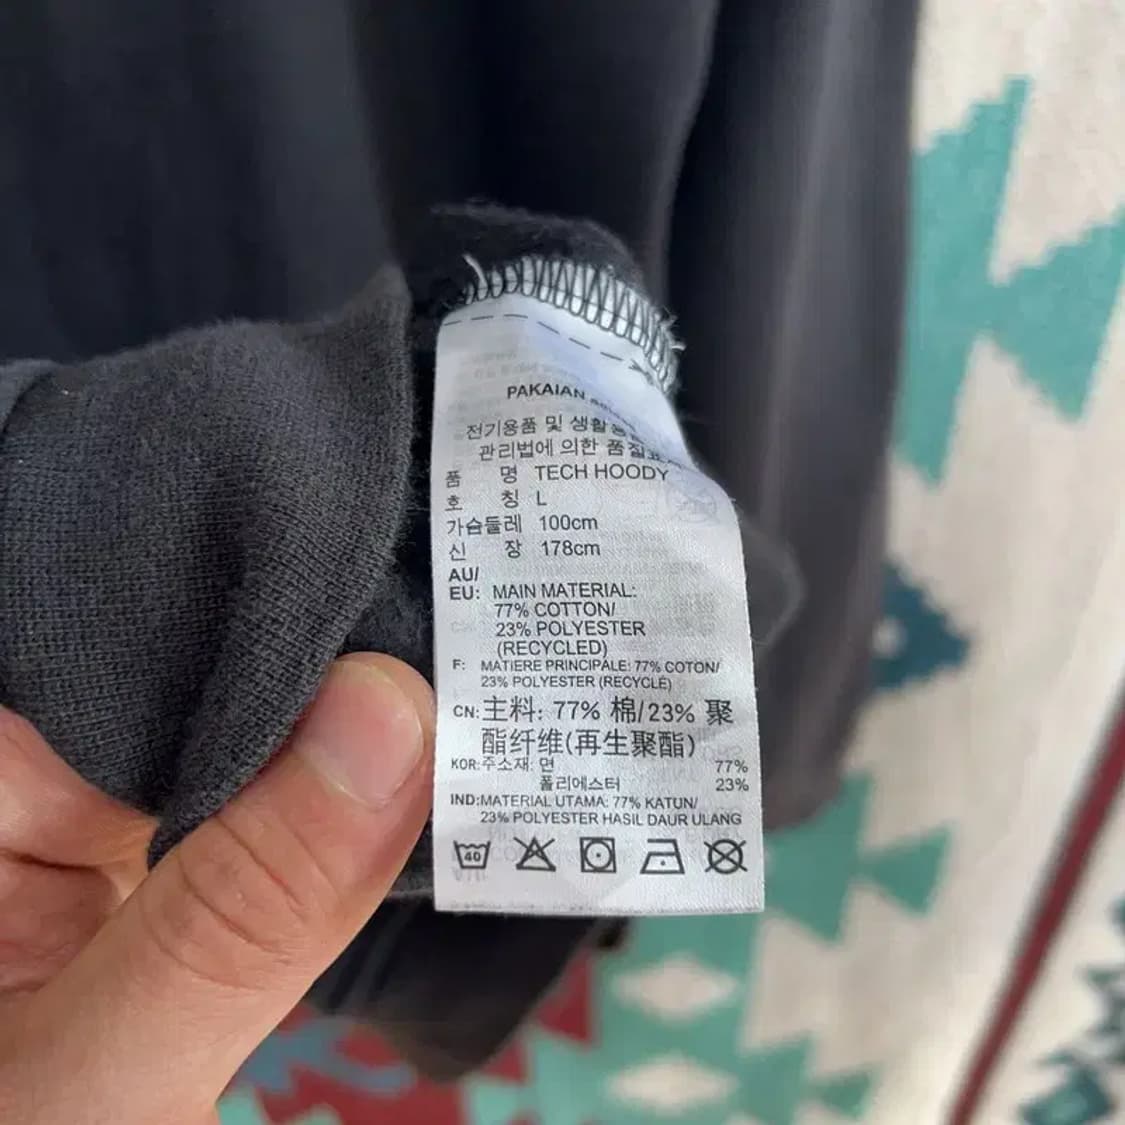 PAKAIAN
전기용품 및 생활용
관리법에 의한 품질표
품 명 TECH HOODY
호 칭 L
가슴둘레 100cm
신 장 178cm
AU/
EU: MAIN MATERIAL:
77% COTTON/
23% POLYESTER
(RECYCLED)
F: MATIERE PRINCIPALE: 77% COTON/
23% POLYESTER (RECYCLÉ)
CN: 主料: 77% 棉/23% 聚
酯纤维(再生聚酯)
KOR: 주소재: 면 77%
폴리에스터 23%
IND: MATERIAL UTAMA: 77% KATUN/
23% POLYESTER HASIL DAUR ULANG
40